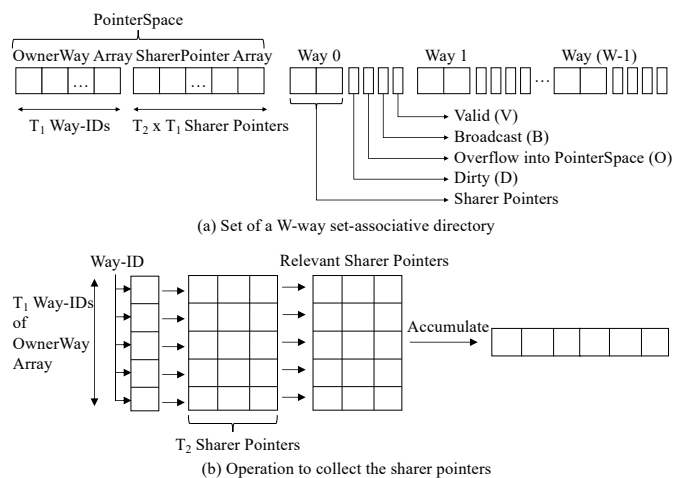 PointerSpace
OwnerWay Array SharerPointer Array
Way 0
Way 1
Way (W-1)
... ... ...
T1 Way-IDs
T2 x T1 Sharer Pointers
Valid (V)
Broadcast (B)
Overflow into PointerSpace (O)
Dirty (D)
Sharer Pointers
(a) Set of a W-way set-associative directory
Way-ID
Relevant Sharer Pointers
T1 Way-IDs
of
OwnerWay
Array
Accumulate
T2 Sharer Pointers
(b) Operation to collect the sharer pointers